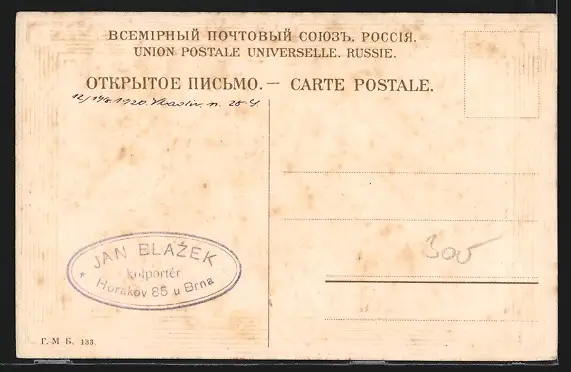 ВСЕМІРНЫЙ ПОЧТОВЫЙ СОЮЗЪ. РОССІЯ.
UNION POSTALE UNIVERSELLE. RUSSIE.
ОТКРЫТОЕ ПИСЬМО. — CARTE POSTALE.
1920
300
* JAN BLAŽEK
kolportér
Horákov 85 u Brna
Г. М Б. 133.